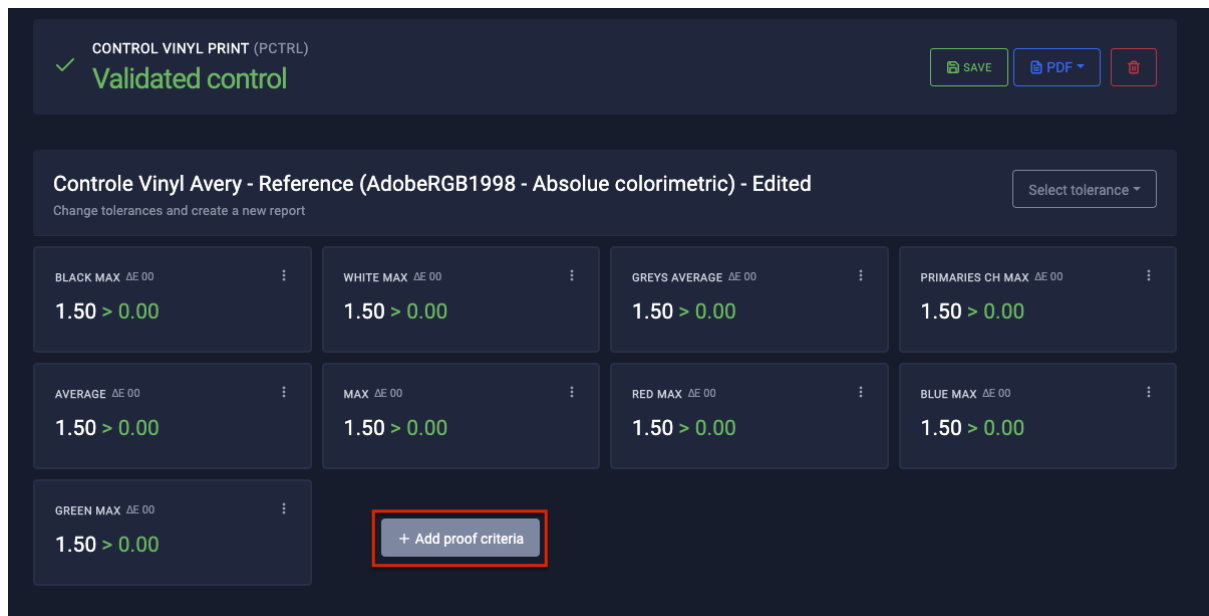 CONTROL VINYL PRINT (PCTRL)
Validated control
SAVE
PDF
Controle Vinyl Avery - Reference (AdobeRGB1998 - Absolue colorimetric) - Edited
Change tolerances and create a new report
Select tolerance
BLACK MAX ΔE 00
1.50 > 0.00
WHITE MAX ΔE 00
1.50 > 0.00
GREYS AVERAGE ΔE 00
1.50 > 0.00
PRIMARIES CH MAX ΔE 00
1.50 > 0.00
AVERAGE ΔE 00
1.50 > 0.00
MAX ΔE 00
1.50 > 0.00
RED MAX ΔE 00
1.50 > 0.00
BLUE MAX ΔE 00
1.50 > 0.00
GREEN MAX ΔE 00
1.50 > 0.00
+ Add proof criteria